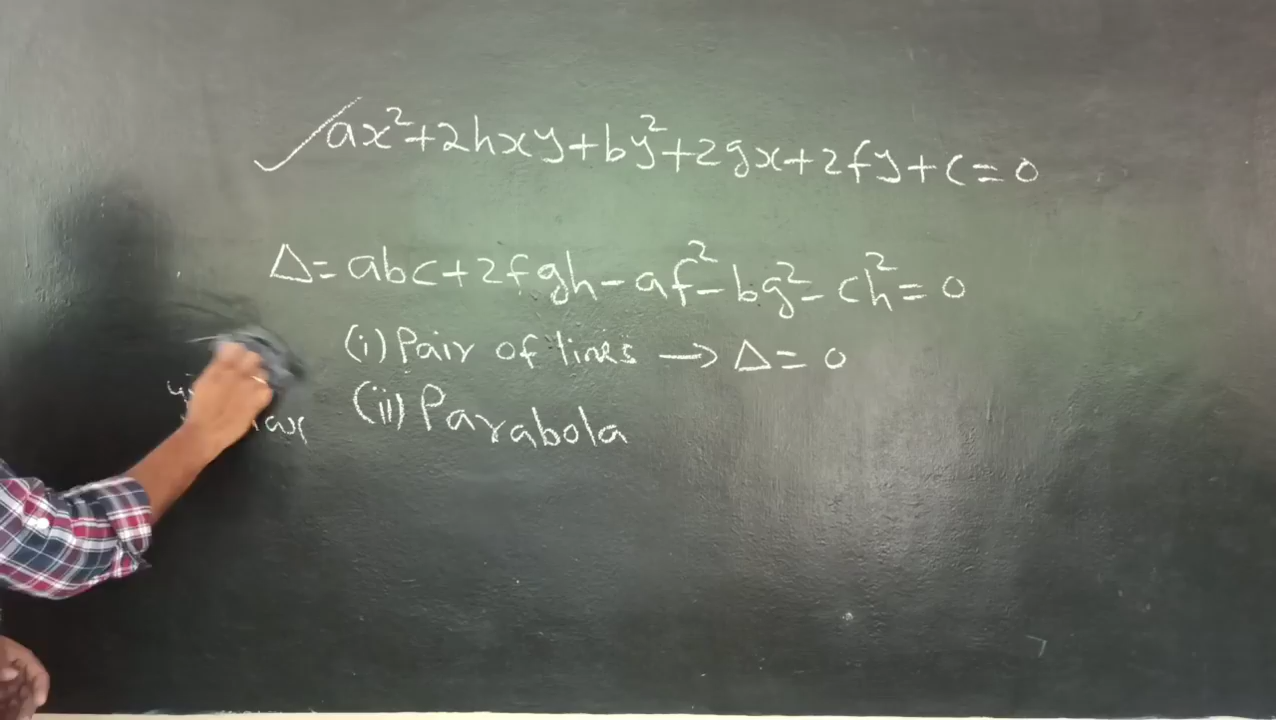 ax²+2hxy+by²+2gx+2fy+c=0
Δ=abc+2fgh-af²-bg²-ch²=0
(i) Pair of lines → Δ=0
(ii) Parabola